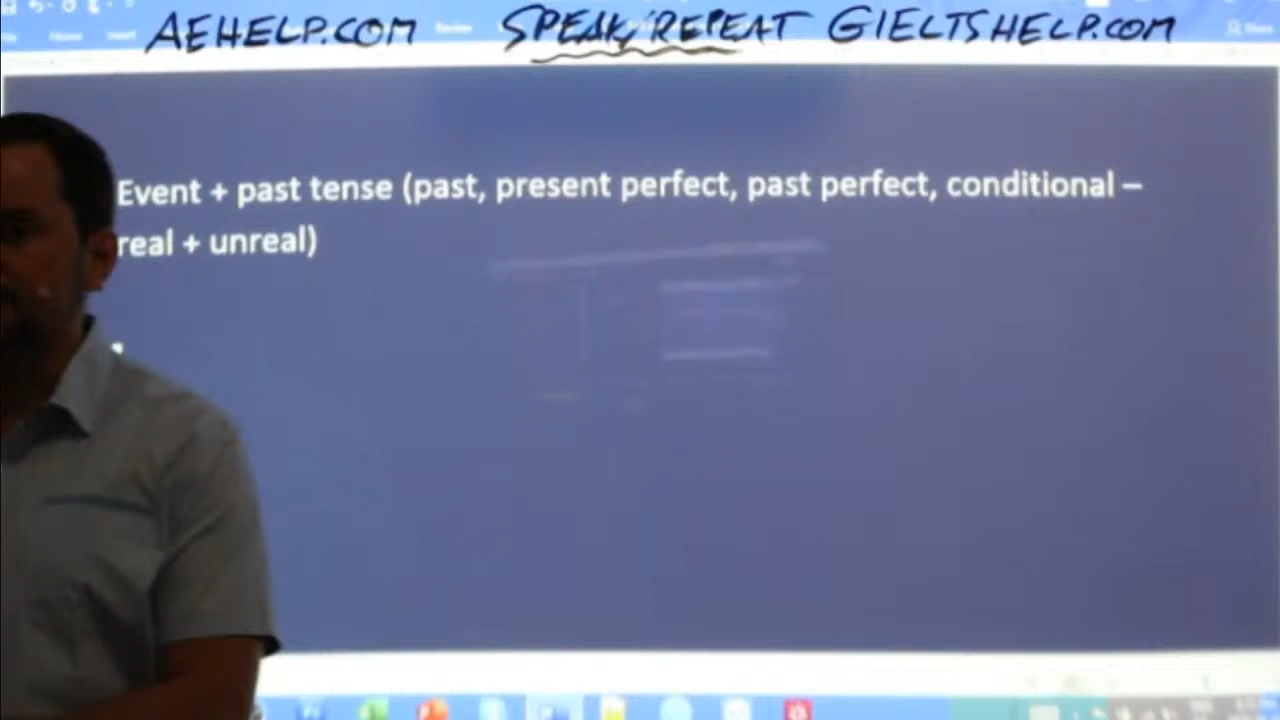 AEHELP.COM SPEAK/REPEAT GIELTSHELP.COM
Event + past tense (past, present perfect, past perfect, conditional –
real + unreal)